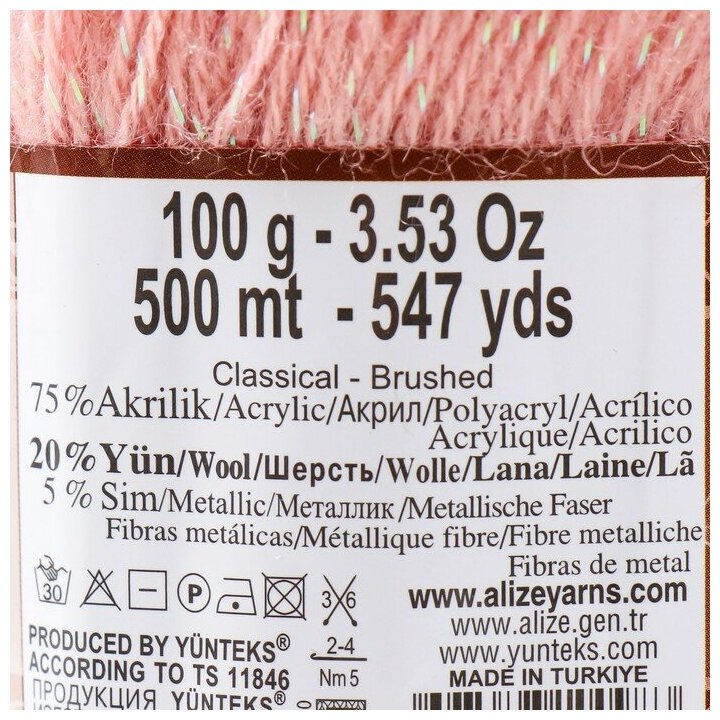 100 g - 3.53 Oz
500 mt - 547 yds
Classical - Brushed
75 % Akrilik/Acrylic/Акрил/Polyacryl/Acrílico
Acrylique/Acrilico
20% Yün/Wool/Шерсть/Wolle/Lana/Laine/Lã
5 % Sim/Metallic/Металлик/Metallische Faser
Fibras metálicas/Métallique fibre/Fibre metalliche
Fibras de metal
30
P
3 6
2-4
Nm 5
www.alizeyarns.com
www.alize.gen.tr
www.yunteks.com
MADE IN TURKIYE
PRODUCED BY YÜNTEKS®
ACCORDING TO TS 11846
ПРОДУКЦИЯ YÜNTEKS®